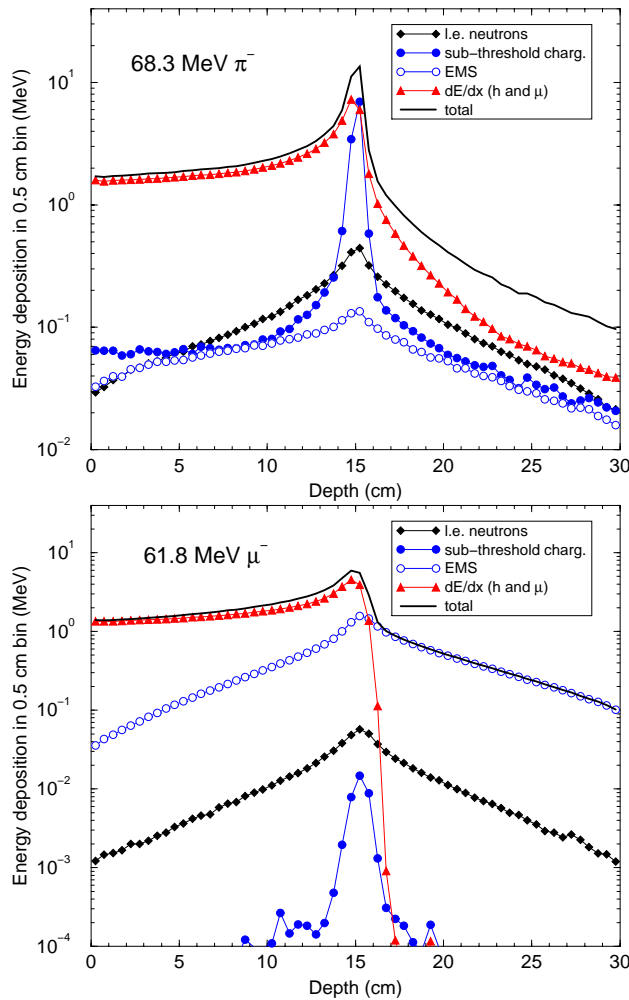 68.3 MeV π⁻
l.e. neutrons
sub−threshold charg.
EMS
dE/dx (h and μ)
total
Energy deposition in 0.5 cm bin (MeV)
10²
10¹
10⁰
10⁻¹
10⁻²
0 5 10 15 20 25 30
Depth (cm)
61.8 MeV μ⁻
l.e. neutrons
sub−threshold charg.
EMS
dE/dx (h and μ)
total
Energy deposition in 0.5 cm bin (MeV)
10²
10¹
10⁰
10⁻¹
10⁻²
10⁻³
10⁻⁴
0 5 10 15 20 25 30
Depth (cm)